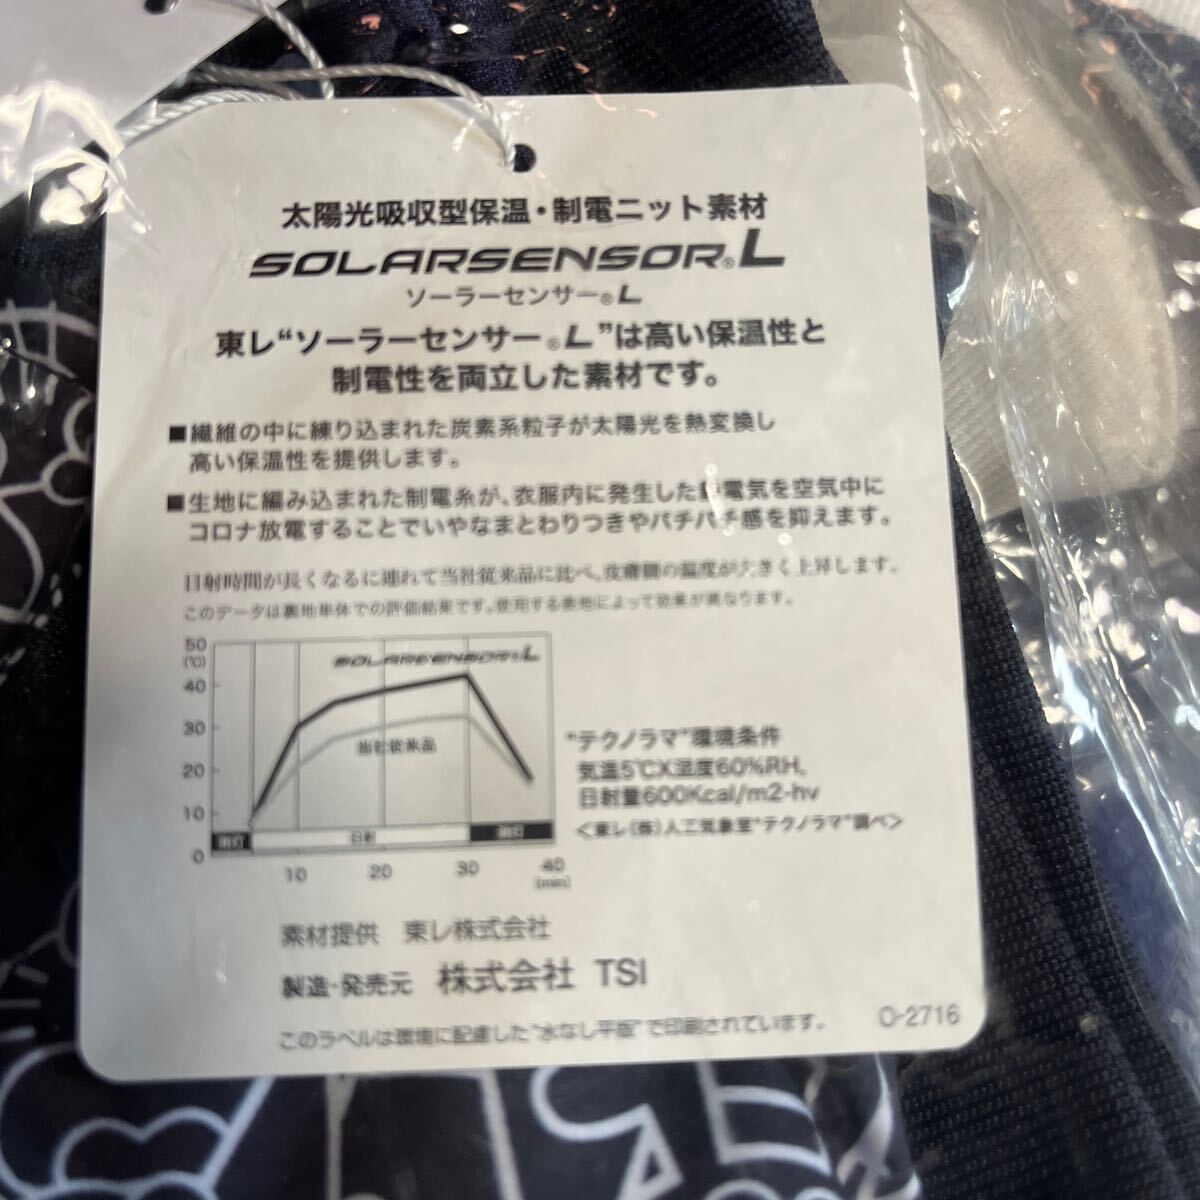 太陽光吸収型保温・制電ニット素材
SOLARSENSOR®L
ソーラーセンサー®L
東レ“ソーラーセンサー®L”は高い保温性と
制電性を両立した素材です。
■繊維の中に練り込まれた炭素系粒子が太陽光を熱変換し
高い保温性を提供します。
■生地に編み込まれた制電糸が、衣服内に発生した静電気を空気中に
コロナ放電することでいやなまとわりつきやパチパチ感を抑えます。
日射時間が長くなるに連れて当社従来品に比べ、皮膚側の温度が大きく上昇します。
このデータは裏地単体での評価結果です。使用する表地によって効果が異なります。
50
(℃)
40
30
20
10
0
SOLARSENSOR®L
当社従来品
消灯
日射
消灯
10
20
30
40
(min)
“テクノラマ”環境条件
気温5℃X湿度60%RH、
日射量600Kcal/m2-hv
＜東レ（株）人工気象室“テクノラマ”調べ＞
素材提供 東レ株式会社
製造・発売元 株式会社 TSI
このラベルは環境に配慮した“水なし平版”で印刷されています。
O-2716